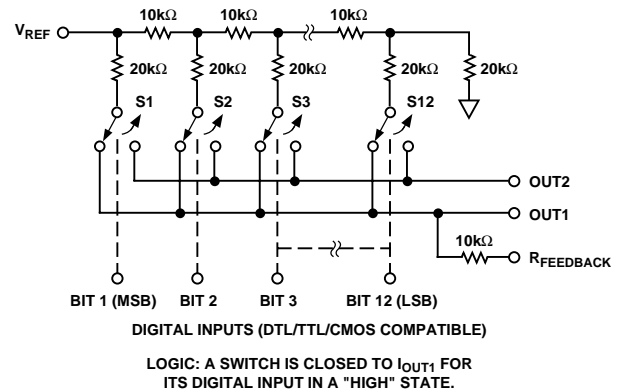 10kΩ 10kΩ 10kΩ
VREF
20kΩ 20kΩ 20kΩ 20kΩ 20kΩ
S1 S2 S3 S12
OUT2
OUT1
10kΩ
RFEEDBACK
BIT 1 (MSB) BIT 2 BIT 3 BIT 12 (LSB)
DIGITAL INPUTS (DTL/TTL/CMOS COMPATIBLE)
LOGIC: A SWITCH IS CLOSED TO IOUT1 FOR
ITS DIGITAL INPUT IN A "HIGH" STATE.